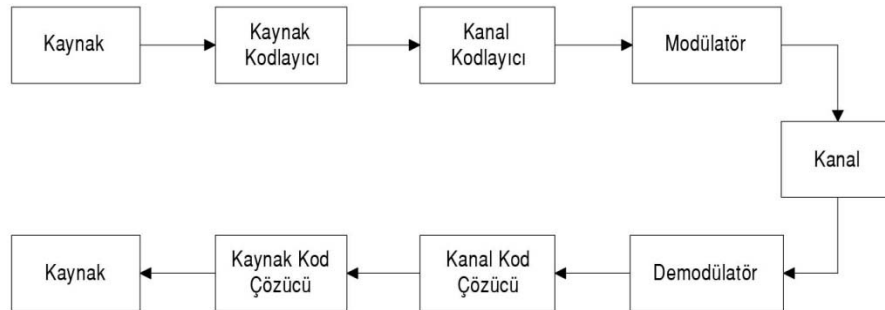 Kaynak
Kaynak
Kodlayıcı
Kanal
Kodlayıcı
Modülatör
Kanal
Kaynak
Kaynak Kod
Çözücü
Kanal Kod
Çözücü
Demodülatör